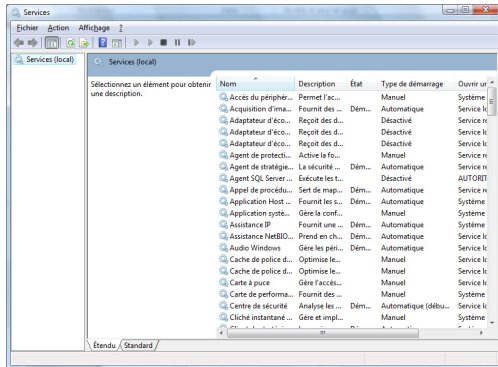 Services
Fichier Action Affichage ?
Services (local)
Services (local)
Sélectionnez un élément pour obtenir
une description.
Nom Description État Type de démarrage Ouvrir ur
Accès du périphér... Permet l'ac... Manuel Système
Acquisition d'ima... Fournit des ... Dém... Automatique Service lo
Adaptateur d'éco... Reçoit des d... Désactivé Service re
Adaptateur d'éco... Reçoit des d... Désactivé Service lo
Adaptateur d'éco... Reçoit des d... Désactivé Service lo
Agent de protecti... Active la fo... Manuel Service re
Agent de stratégie... La sécurité ... Dém... Automatique Service re
Agent SQL Server ... Exécute les t... Désactivé AUTORIT
Appel de procédu... Sert de map... Dém... Automatique Service re
Application Host ... Fournit les s... Dém... Automatique Système
Application systè... Gère la conf... Manuel Système
Assistance IP Fournit une ... Dém... Automatique Système
Assistance NetBIO... Prend en ch... Dém... Automatique Service lo
Audio Windows Gère les péri... Dém... Automatique Service lo
Cache de police d... Optimise le... Manuel Service lo
Cache de police d... Optimise le... Manuel Service lo
Carte à puce Gère l'accès... Manuel Service lo
Carte de performa... Fournit des ... Manuel Système
Centre de sécurité Analyse les ... Dém... Automatique (débu... Service lo
Cliché instantané ... Gère et impl... Manuel Système
Étendu Standard